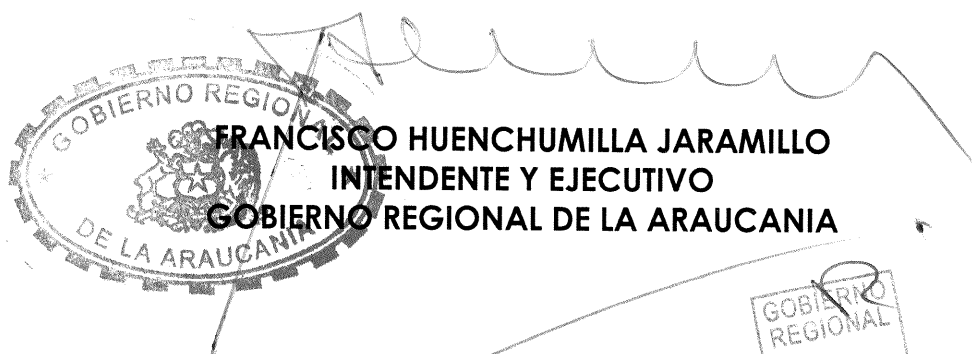 GOBIERNO REGIONAL
DE LA ARAUCANIA
FRANCISCO HUENCHUMILLA JARAMILLO
INTENDENTE Y EJECUTIVO
GOBIERNO REGIONAL DE LA ARAUCANIA
GOBIERNO
REGIONAL